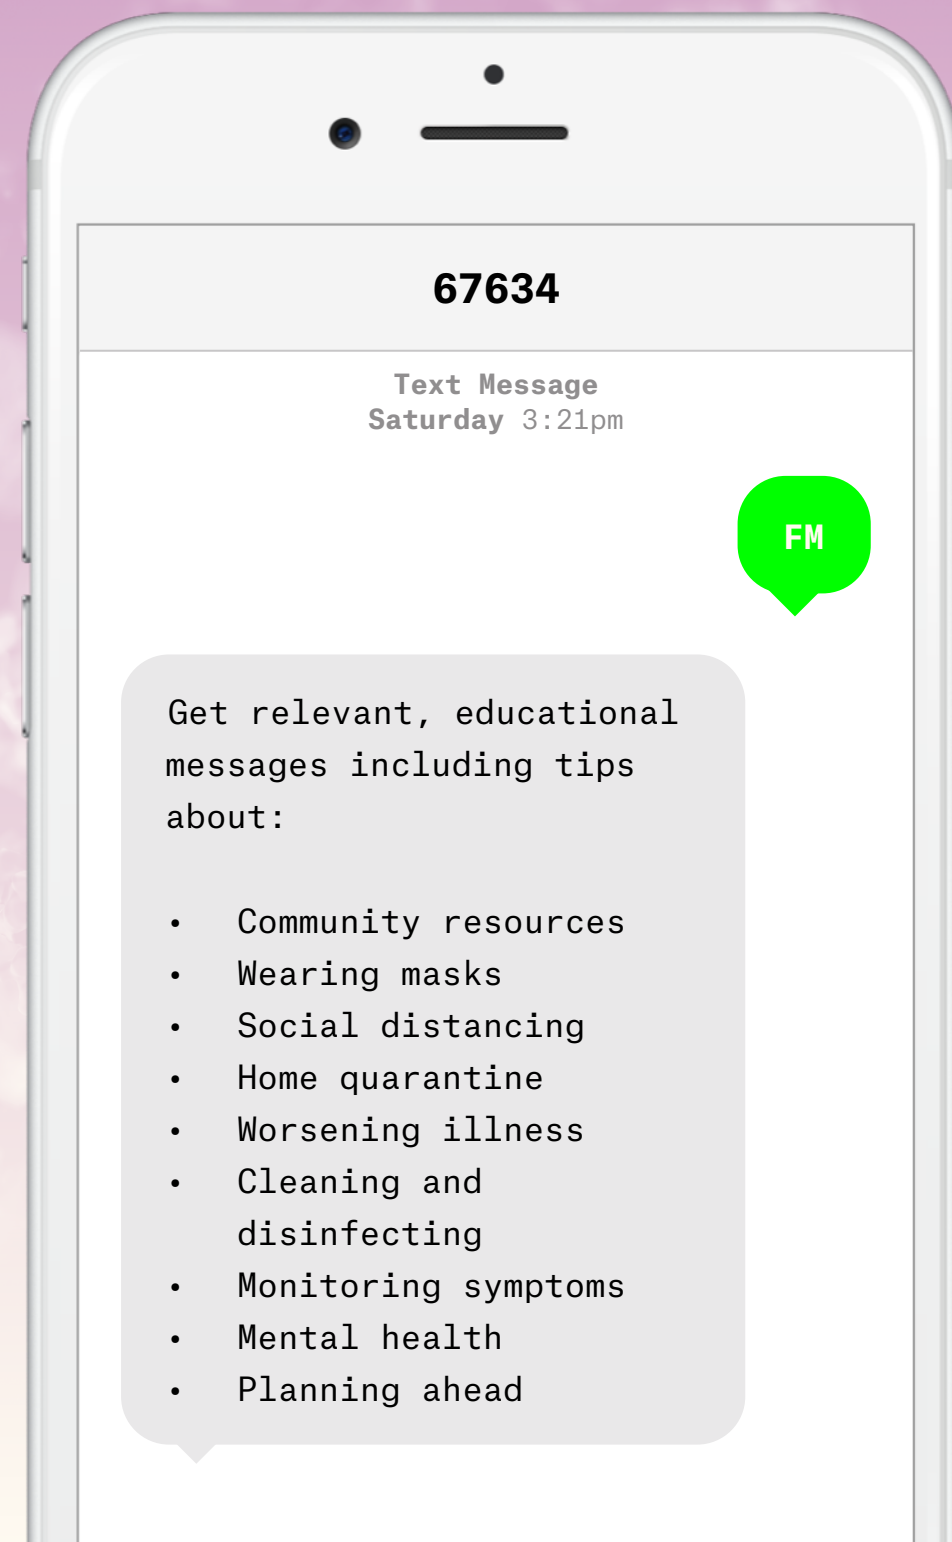 67634
Text Message
Saturday 3:21pm
FM
Get relevant, educational
messages including tips
about:
• Community resources
• Wearing masks
• Social distancing
• Home quarantine
• Worsening illness
• Cleaning and
disinfecting
• Monitoring symptoms
• Mental health
• Planning ahead